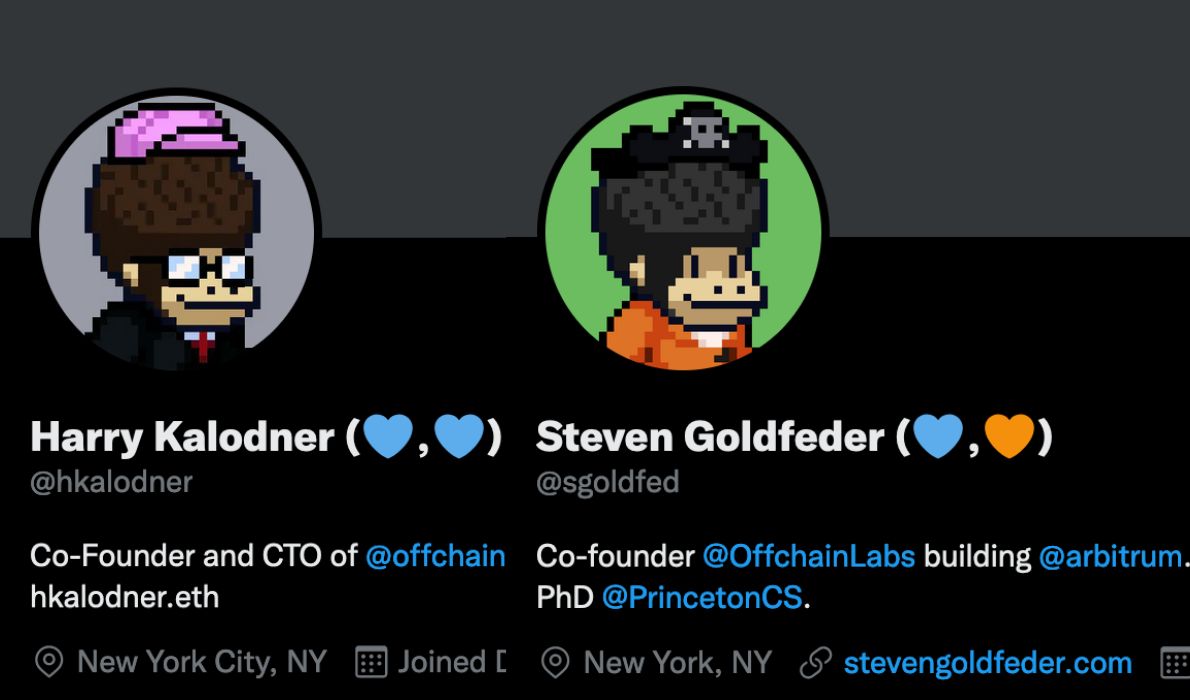 Harry Kalodner (💙,💙)
@hkalodner
Co-Founder and CTO of @offchain
hkalodner.eth
New York City, NY Joined
Steven Goldfeder (💙,🧡)
@sgoldfed
Co-founder @OffchainLabs building @arbitrum.
PhD @PrincetonCS.
New York, NY stevengoldfeder.com